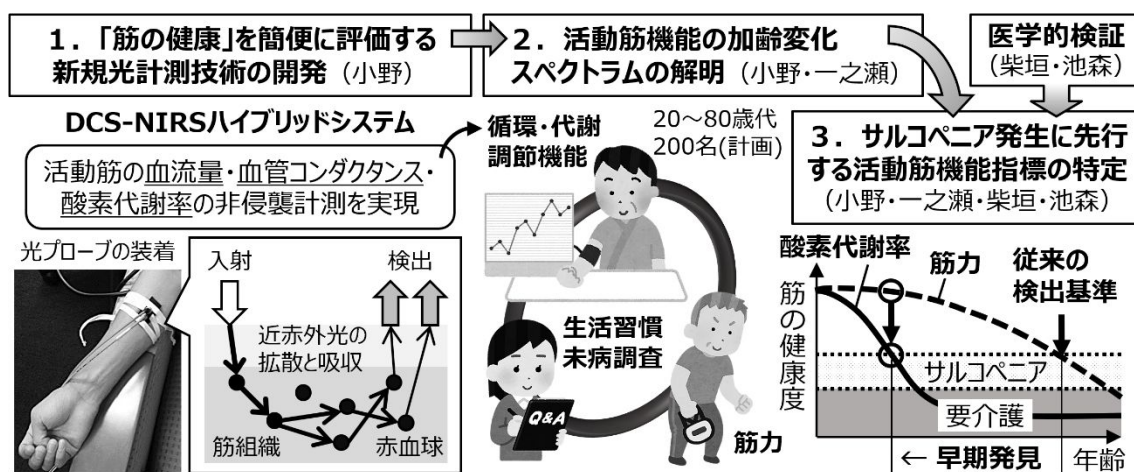 1．「筋の健康」を簡便に評価する
新規光計測技術の開発（小野）
2．活動筋機能の加齢変化
スペクトラムの解明（小野・一之瀬）
医学的検証
（柴垣・池森）
DCS-NIRSハイブリッドシステム
活動筋の血流量・血管コンダクタンス・
酸素代謝率の非侵襲計測を実現
循環・代謝
調節機能
20～80歳代
200名(計画)
3．サルコペニア発生に先行
する活動筋機能指標の特定
（小野・一之瀬・柴垣・池森）
光プローブの装着
入射
検出
近赤外光の
拡散と吸収
筋組織
赤血球
生活習慣
未病調査
Q&A
筋力
酸素代謝率
筋力
従来の
検出基準
筋の健康度
サルコペニア
要介護
← 早期発見
年齢